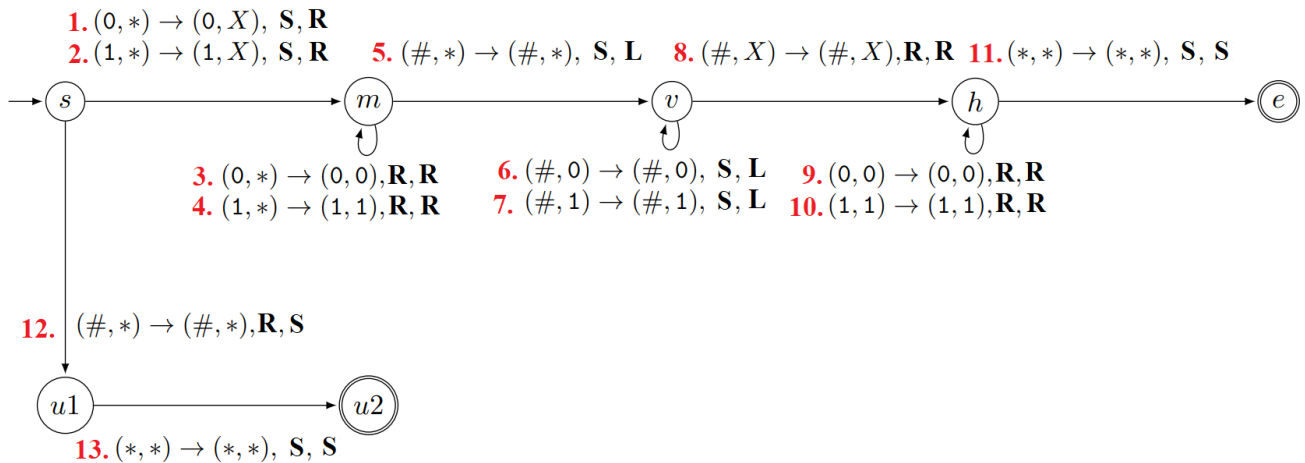 1. (0, ∗) → (0, X), S, R
2. (1, ∗) → (1, X), S, R
5. (#, ∗) → (#, ∗), S, L
8. (#, X) → (#, X),R, R
11. (∗, ∗) → (∗, ∗), S, S
s
m
v
h
e
3. (0, ∗) → (0, 0),R, R
4. (1, ∗) → (1, 1),R, R
6. (#, 0) → (#, 0), S, L
7. (#, 1) → (#, 1), S, L
9. (0, 0) → (0, 0),R, R
10. (1, 1) → (1, 1),R, R
12. (#, ∗) → (#, ∗),R, S
u1
u2
13. (∗, ∗) → (∗, ∗), S, S